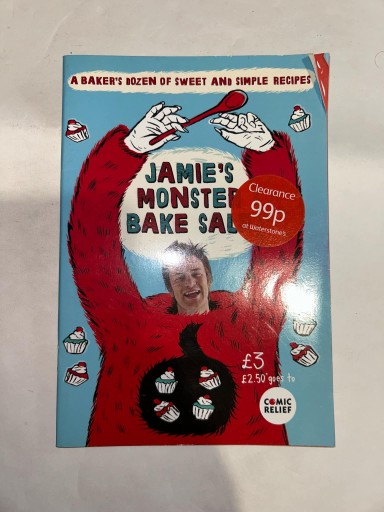 A BAKER'S DOZEN OF SWEET AND SIMPLE RECIPES
JAMIE'S
MONSTER
BAKE
Clearance
99p
at Waterstone's
£3
£2.50* goes to
COMIC
RELIEF